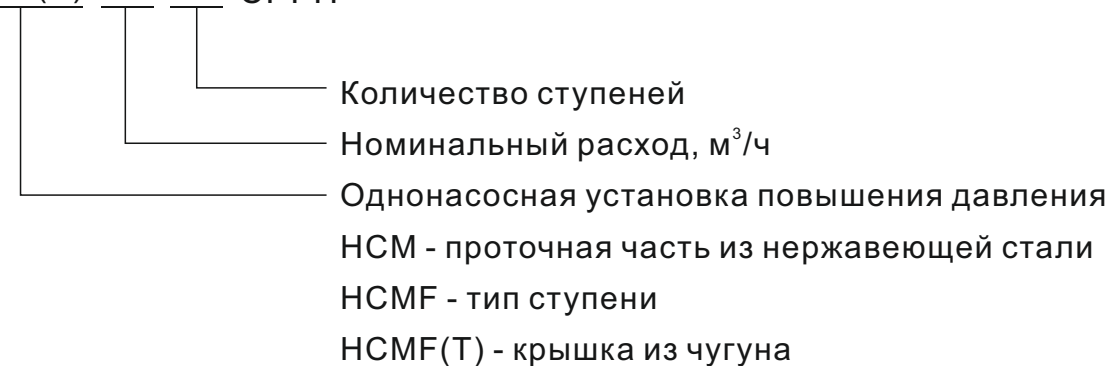 Количество ступеней
Номинальный расход, м³/ч
Однонасосная установка повышения давления
HCM - проточная часть из нержавеющей стали
HCMF - тип ступени
HCMF(T) - крышка из чугуна